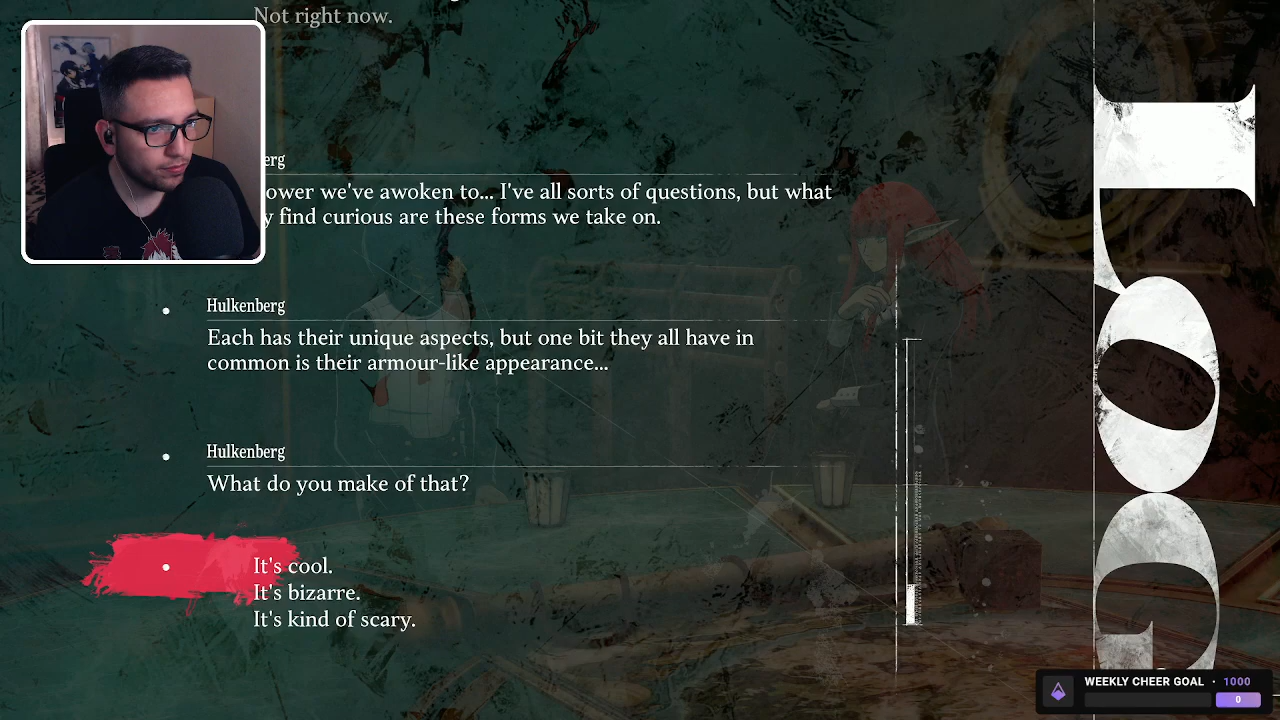 Not right now.
erg
ower we've awoken to... I've all sorts of questions, but what
y find curious are these forms we take on.
Hulkenberg
Each has their unique aspects, but one bit they all have in
common is their armour-like appearance...
Hulkenberg
What do you make of that?
It's cool.
It's bizarre.
It's kind of scary.
LOG
WEEKLY CHEER GOAL · 1000
0